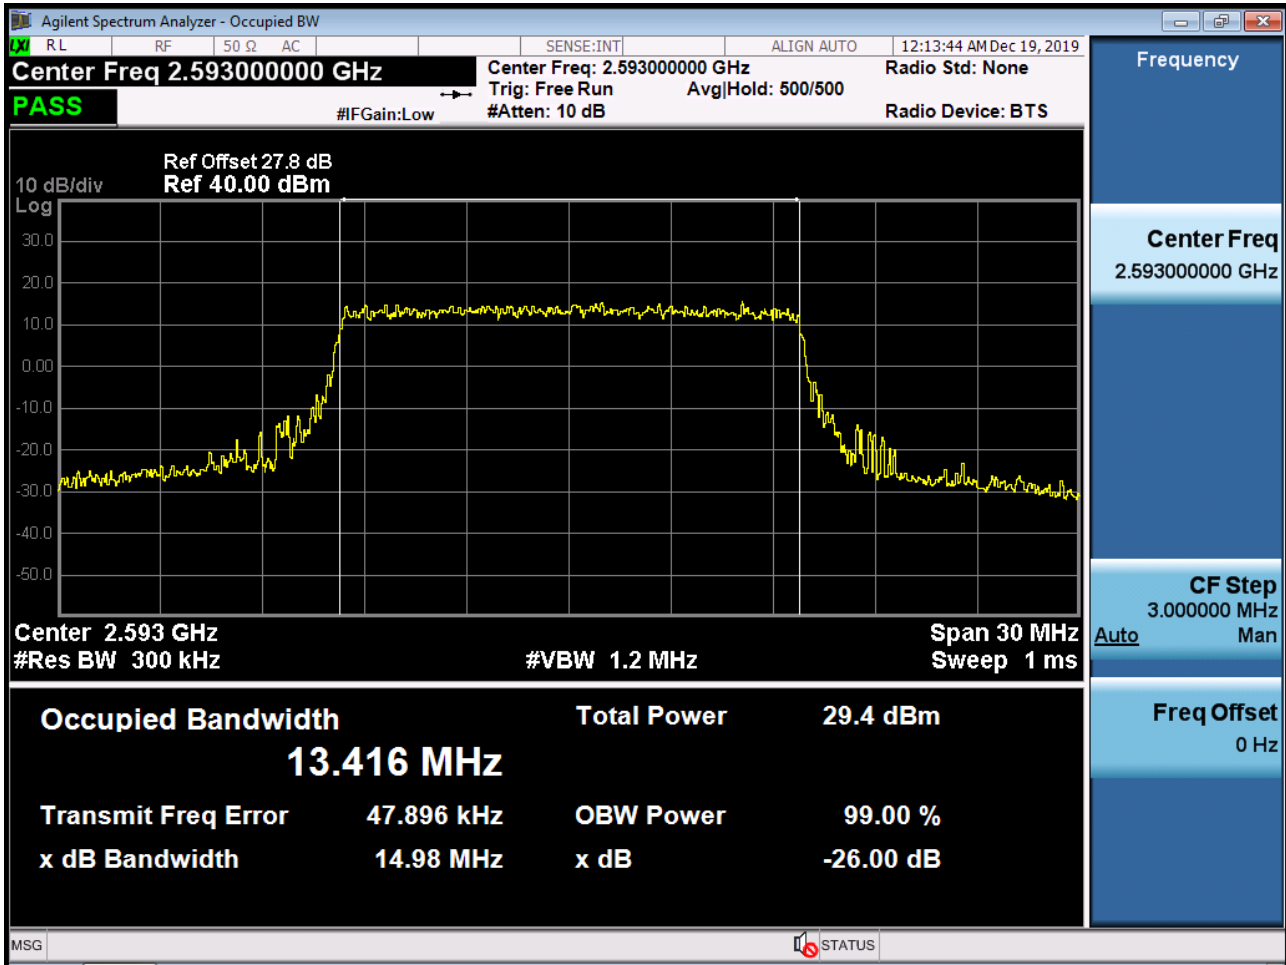 Agilent Spectrum Analyzer - Occupied BW
LXI RL RF 50 Ω AC SENSE:INT ALIGN AUTO 12:13:44 AM Dec 19, 2019
Center Freq 2.593000000 GHz
Center Freq: 2.593000000 GHz Radio Std: None
Trig: Free Run Avg|Hold: 500/500
PASS
#IFGain:Low #Atten: 10 dB Radio Device: BTS
Frequency
Ref Offset 27.8 dB
10 dB/div Ref 40.00 dBm
Log
30.0
20.0
10.0
0.00
-10.0
-20.0
-30.0
-40.0
-50.0
Center 2.593 GHz Span 30 MHz
#Res BW 300 kHz #VBW 1.2 MHz Sweep 1 ms
Center Freq
2.593000000 GHz
CF Step
3.000000 MHz
Auto Man
Freq Offset
0 Hz
Occupied Bandwidth Total Power 29.4 dBm
13.416 MHz
Transmit Freq Error 47.896 kHz OBW Power 99.00 %
x dB Bandwidth 14.98 MHz x dB -26.00 dB
MSG STATUS